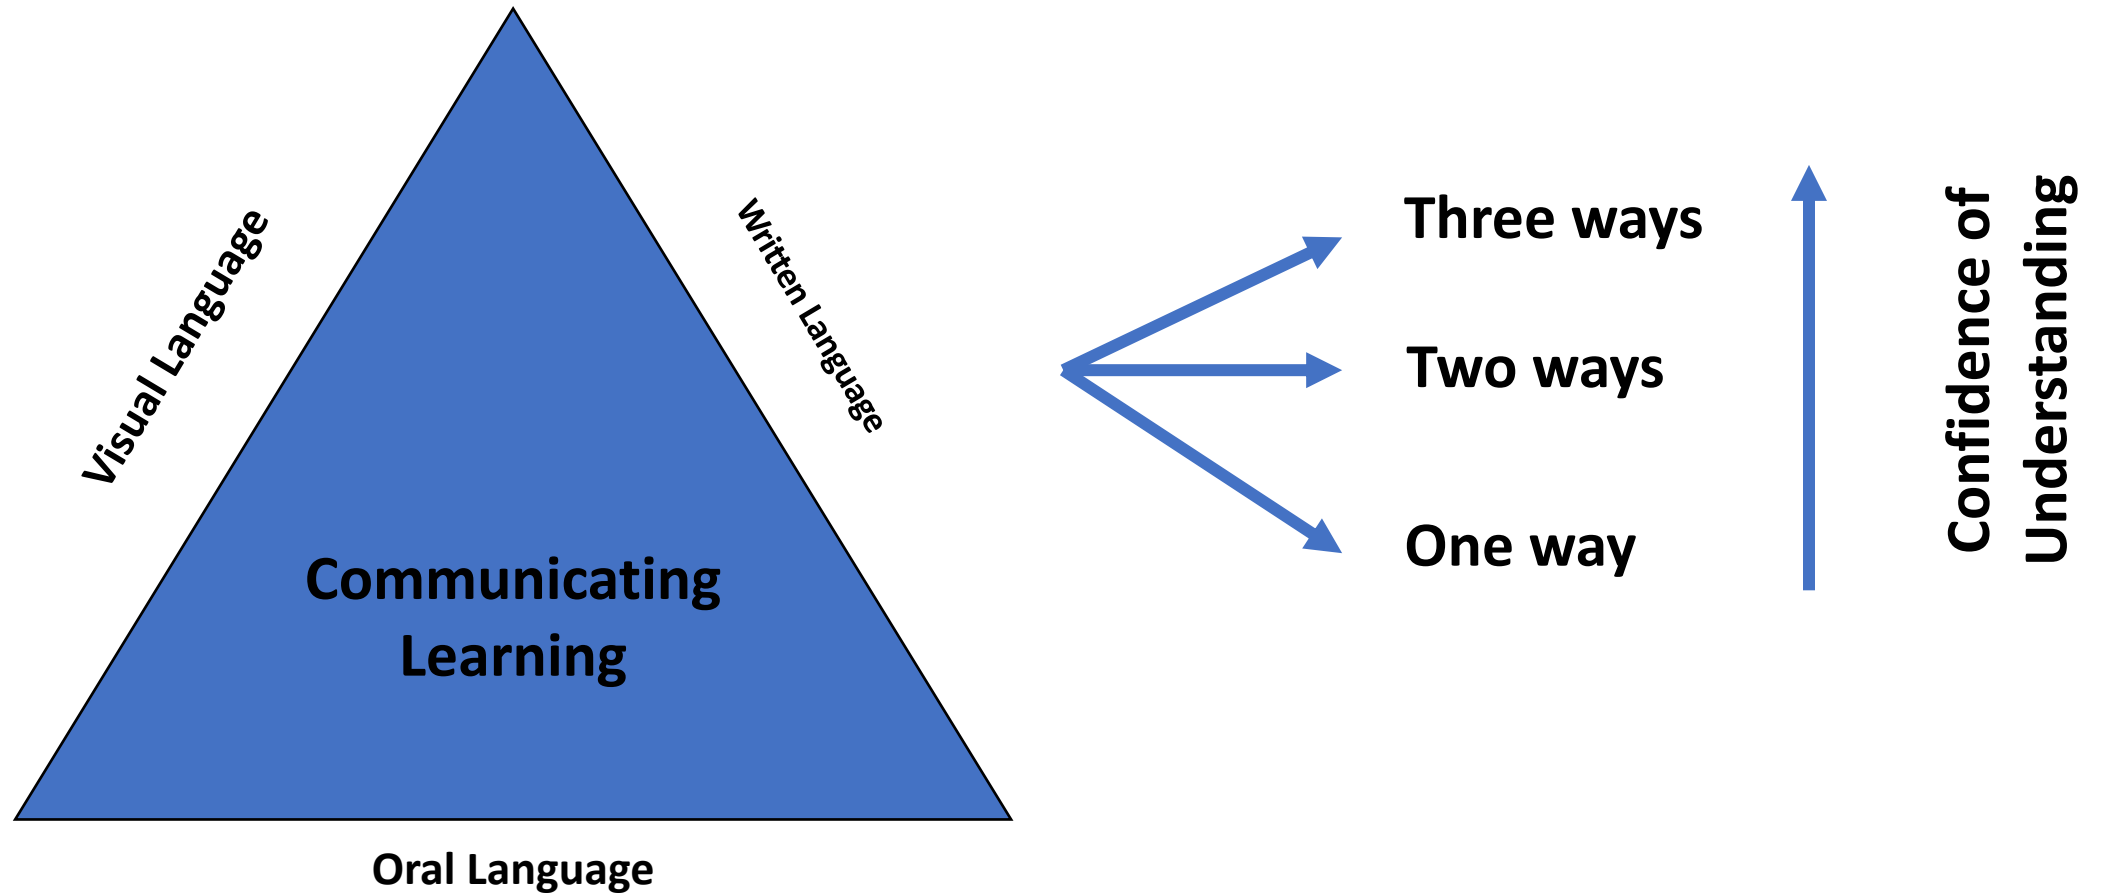 Visual Language
Written Language
Communicating
Learning
Oral Language
Three ways
Two ways
One way
Confidence of
Understanding